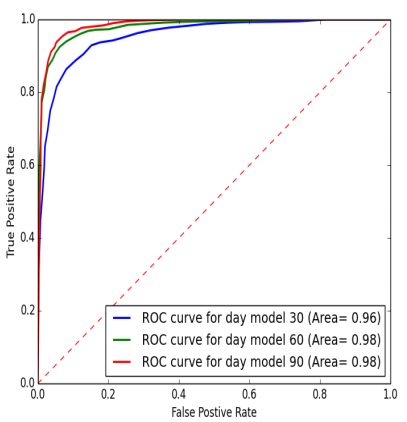 1.0
0.8
0.6
0.4
0.2
0.0
True Positive Rate
ROC curve for day model 30 (Area= 0.96)
ROC curve for day model 60 (Area= 0.98)
ROC curve for day model 90 (Area= 0.98)
0.0 0.2 0.4 0.6 0.8 1.0
False Postive Rate